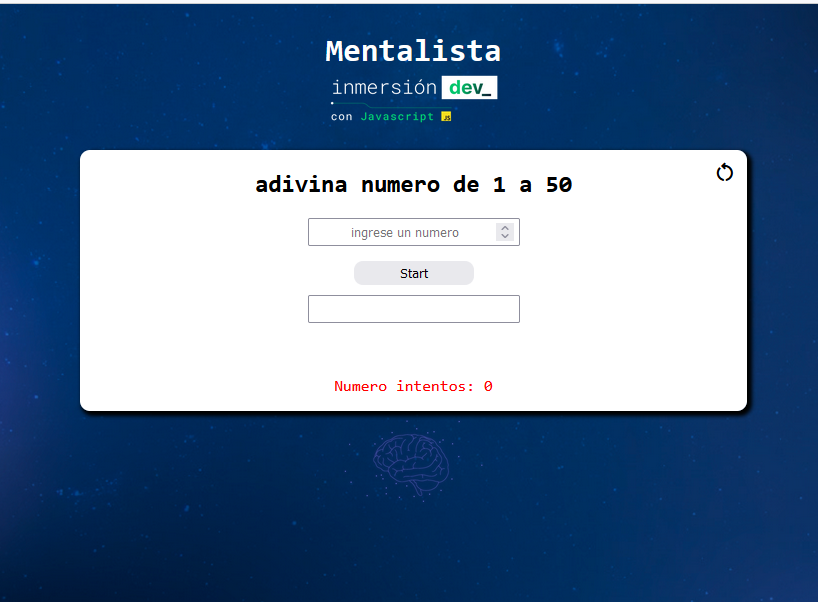 Mentalista
inmersión dev_
con Javascript JS
adivina numero de 1 a 50
ingrese un numero
Start
Numero intentos: 0